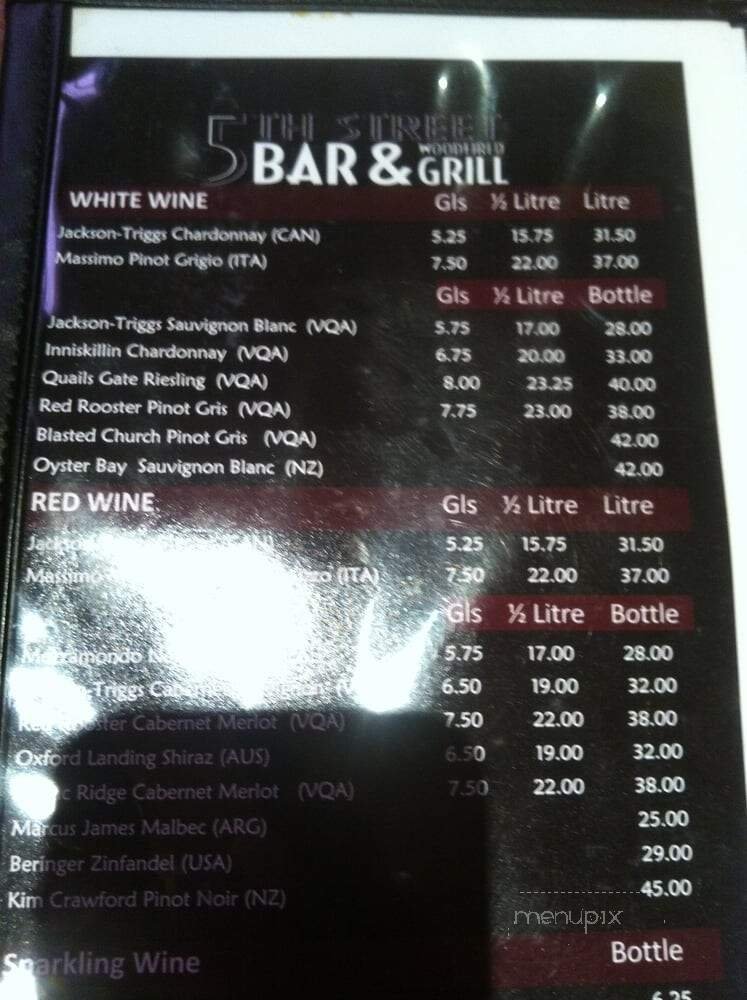 5TH STREET
WOODFIRED
BAR & GRILL
WHITE WINE Gls ½ Litre Litre
Jackson-Triggs Chardonnay (CAN) 5.25 15.75 31.50
Massimo Pinot Grigio (ITA) 7.50 22.00 37.00
Gls ½ Litre Bottle
Jackson-Triggs Sauvignon Blanc (VQA) 5.75 17.00 28.00
Inniskillin Chardonnay (VQA) 6.75 20.00 33.00
Quails Gate Riesling (VQA) 8.00 23.25 40.00
Red Rooster Pinot Gris (VQA) 7.75 23.00 38.00
Blasted Church Pinot Gris (VQA) 42.00
Oyster Bay Sauvignon Blanc (NZ) 42.00
RED WINE Gls ½ Litre Litre
5.25 15.75 31.50
Massimo (ITA) 7.50 22.00 37.00
Gls ½ Litre Bottle
5.75 17.00 28.00
Triggs Cabernet Sauvignon 6.50 19.00 32.00
Red Rooster Cabernet Merlot (VQA) 7.50 22.00 38.00
Oxford Landing Shiraz (AUS) 6.50 19.00 32.00
Ridge Cabernet Merlot (VQA) 7.50 22.00 38.00
Marcus James Malbec (ARG) 25.00
Beringer Zinfandel (USA) 29.00
Kim Crawford Pinot Noir (NZ) 45.00
menupix
Sparkling Wine Bottle
6.25